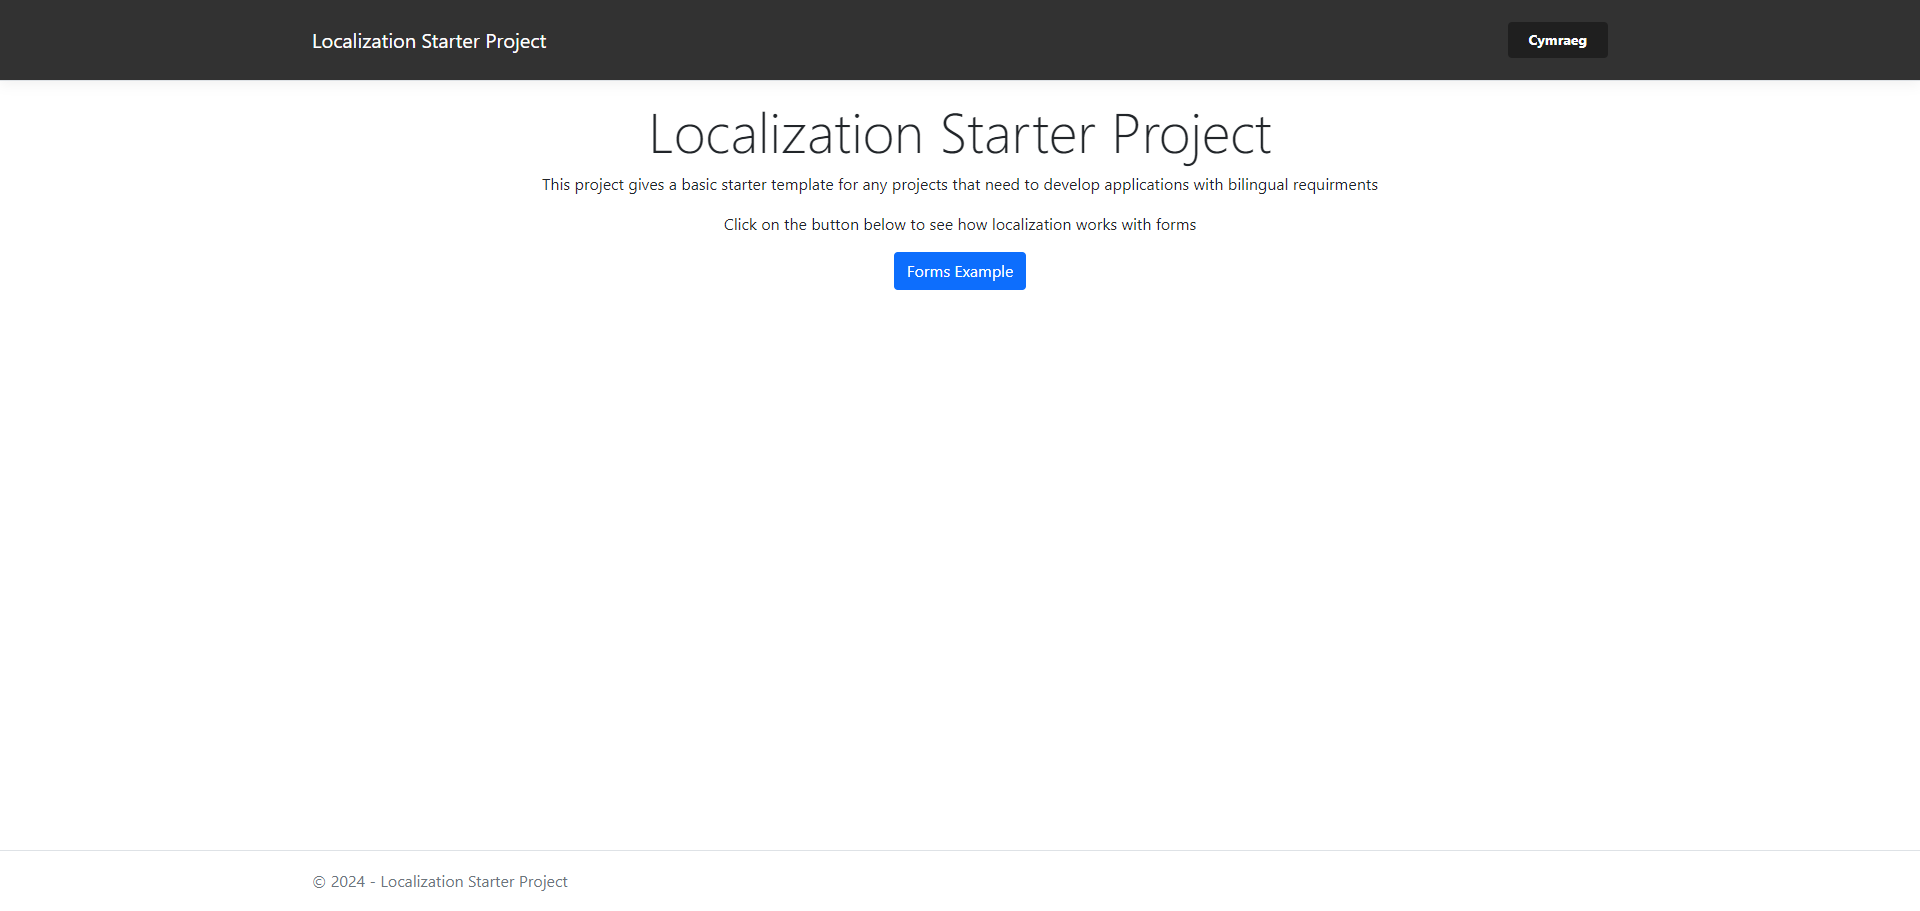 Localization Starter Project
Cymraeg
Localization Starter Project
This project gives a basic starter template for any projects that need to develop applications with bilingual requirments
Click on the button below to see how localization works with forms
Forms Example
© 2024 - Localization Starter Project